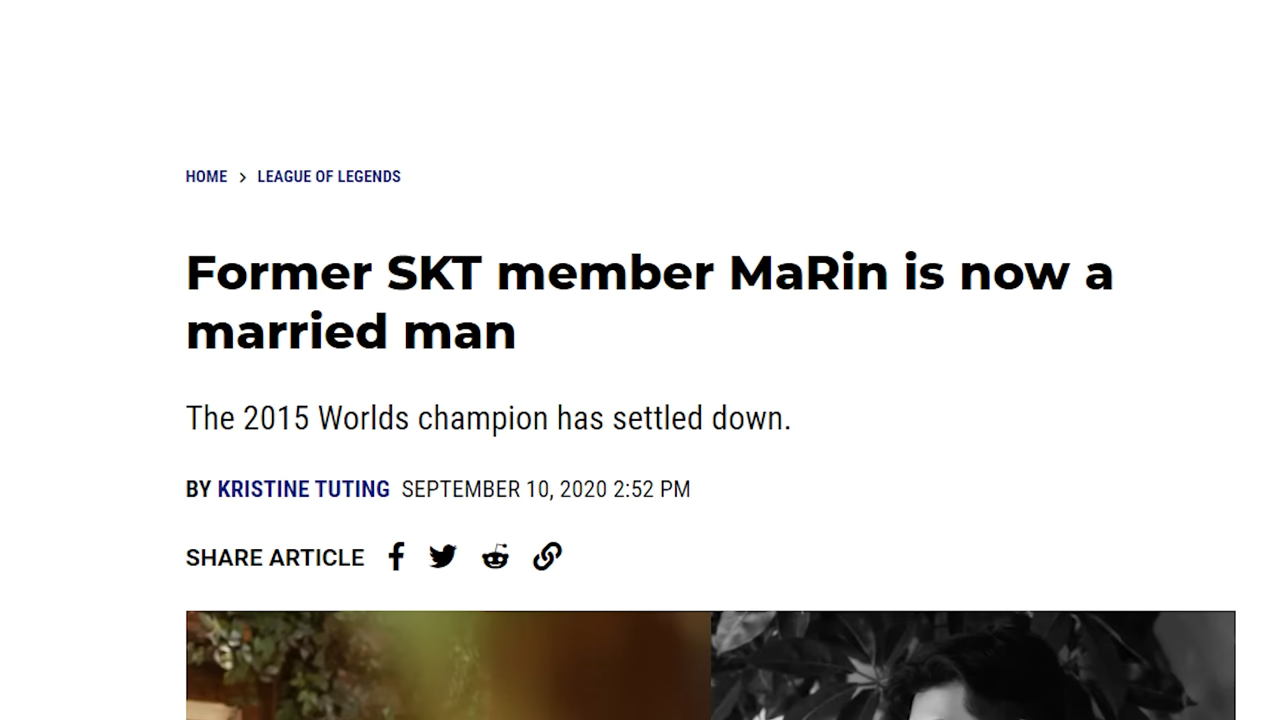 HOME > LEAGUE OF LEGENDS
Former SKT member MaRin is now a
married man
The 2015 Worlds champion has settled down.
BY KRISTINE TUTING SEPTEMBER 10, 2020 2:52 PM
SHARE ARTICLE